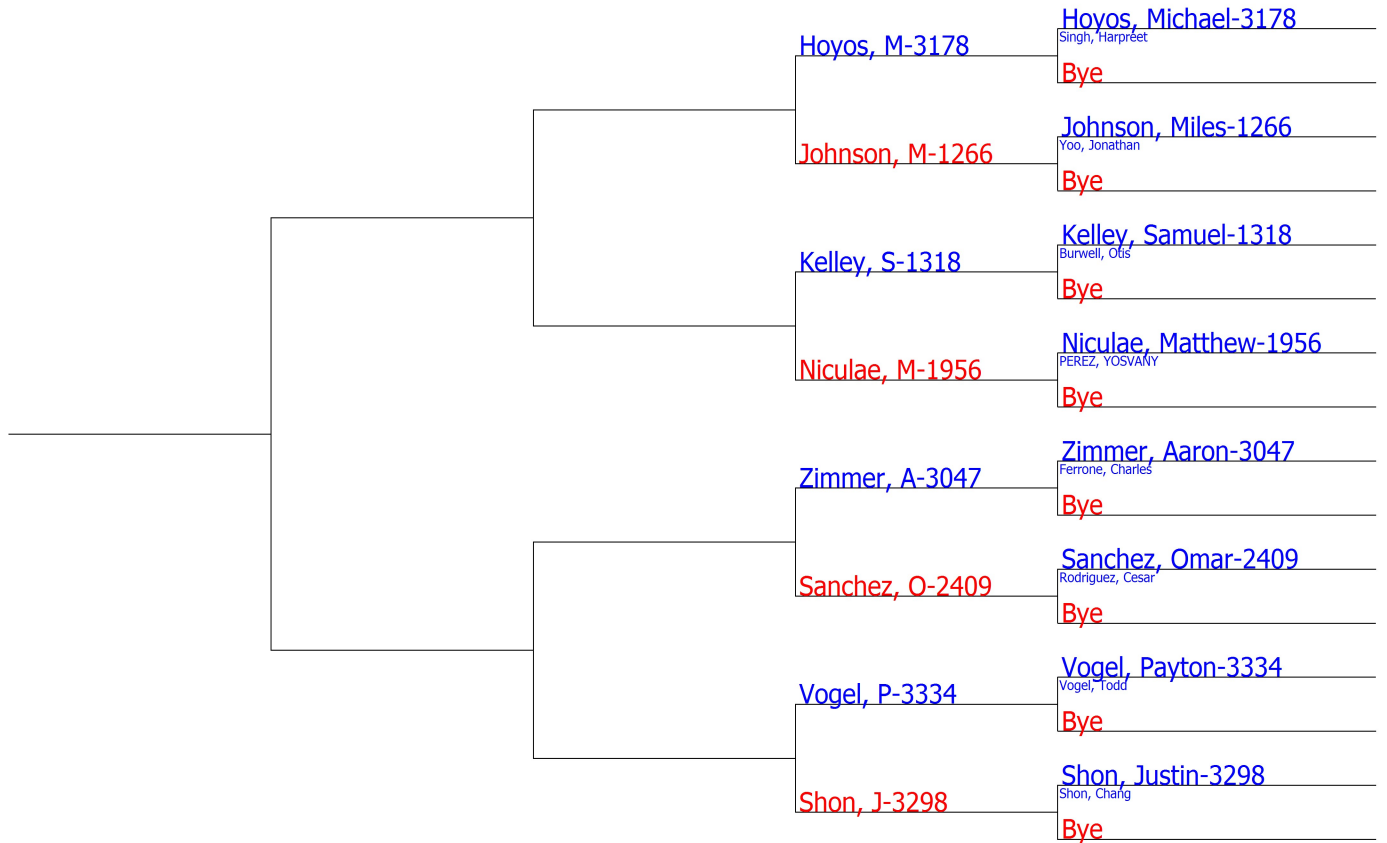 Hoyos, Michael-3178
Singh, Harpreet
Hoyos, M-3178
Bye
Johnson, Miles-1266
Yoo, Jonathan
Johnson, M-1266
Bye
Kelley, Samuel-1318
Burwell, Otis
Kelley, S-1318
Bye
Niculae, Matthew-1956
PEREZ, YOSVANY
Niculae, M-1956
Bye
Zimmer, Aaron-3047
Ferrone, Charles
Zimmer, A-3047
Bye
Sanchez, Omar-2409
Rodriguez, Cesar
Sanchez, O-2409
Bye
Vogel, Payton-3334
Vogel, Todd
Vogel, P-3334
Bye
Shon, Justin-3298
Shon, Chang
Shon, J-3298
Bye